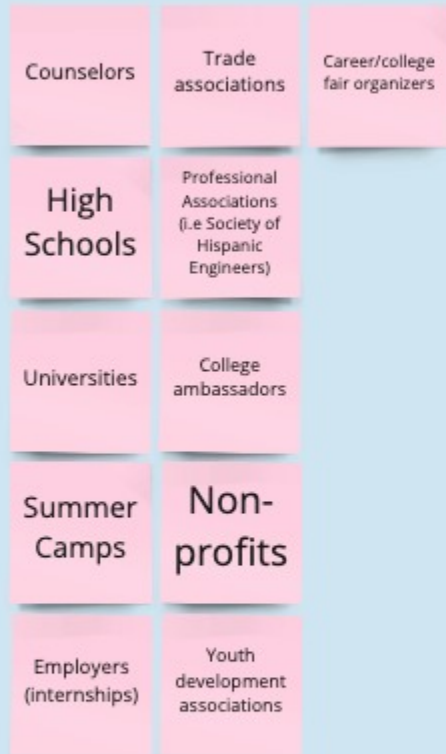 Counselors
Trade
associations
Career/college
fair organizers
High
Schools
Professional
Associations
(i.e Society of
Hispanic
Engineers)
Universities
College
ambassadors
Summer
Camps
Non-
profits
Employers
(internships)
Youth
development
associations